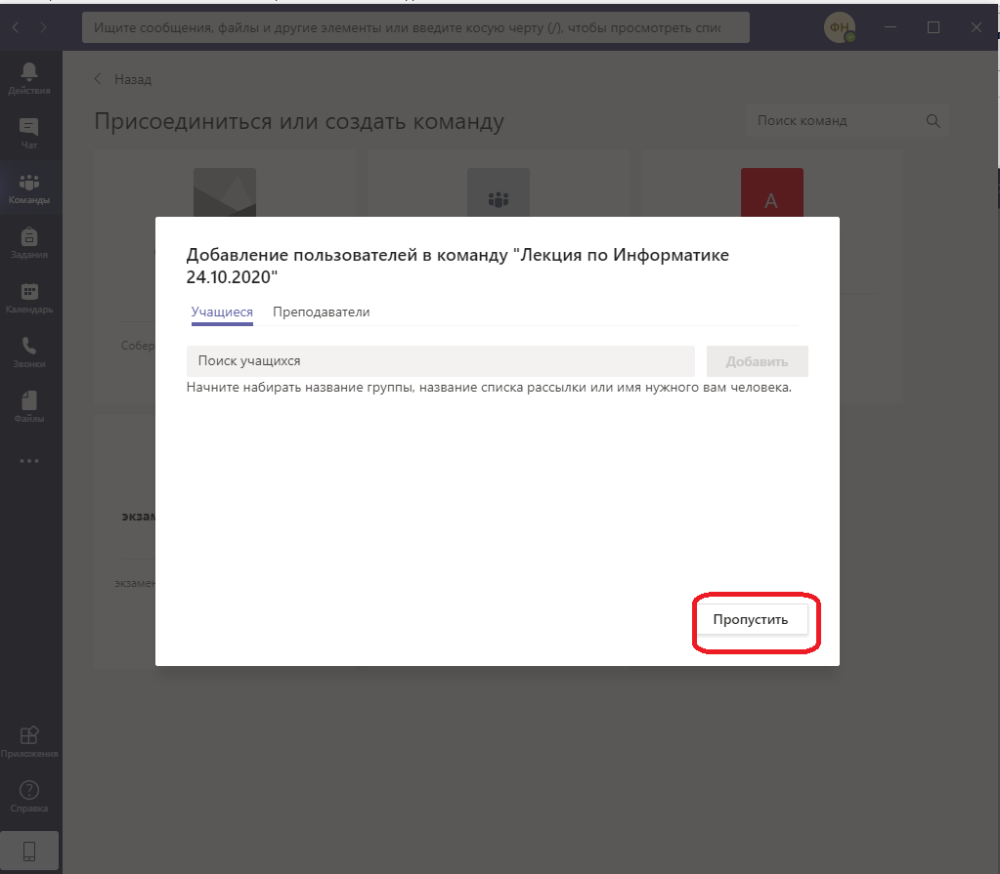 Ищите сообщения, файлы и другие элементы или введите косую черту (/), чтобы просмотреть спис
ФН
Действия
Чат
Команды
Задания
Календарь
Звонки
Файлы
Приложения
Справка
Назад
Присоединиться или создать команду
Поиск команд
А
Собер
экзам
экзамен
Добавление пользователей в команду "Лекция по Информатике
24.10.2020"
Учащиеся Преподаватели
Поиск учащихся
Добавить
Начните набирать название группы, название списка рассылки или имя нужного вам человека.
Пропустить